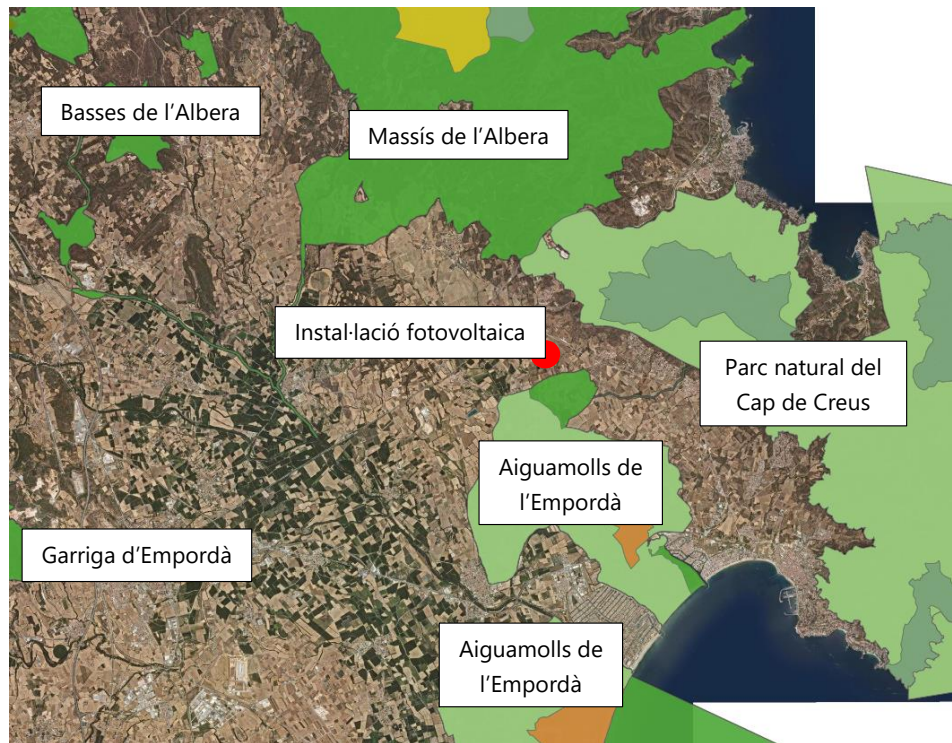 Basses de l'Albera
Massís de l'Albera
Instal·lació fotovoltaica
Parc natural del
Cap de Creus
Aiguamolls de
l'Empordà
Garriga d'Empordà
Aiguamolls de
l'Empordà